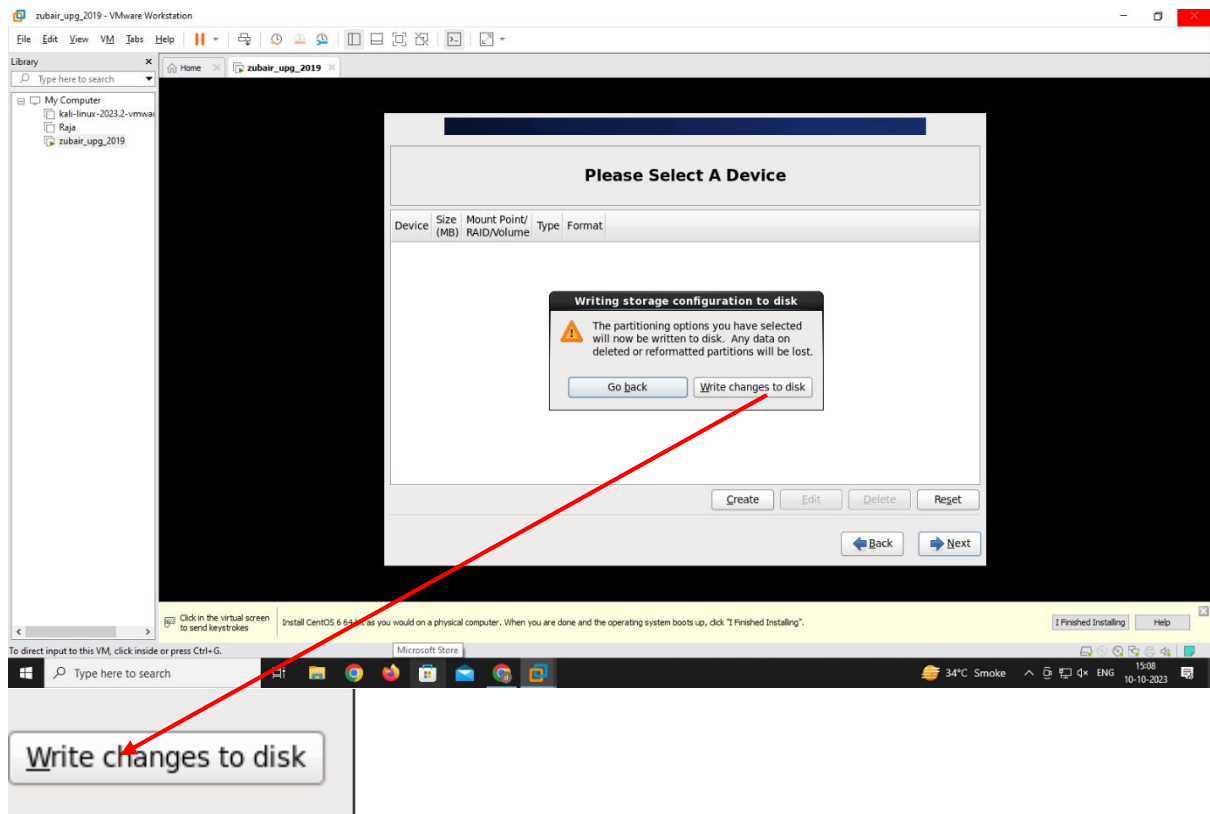 zubair_upg_2019 - VMware Workstation
File Edit View VM Tabs Help
Library
Type here to search
My Computer
kali-linux-2023.2-vmwar
Raja
zubair_upg_2019
Home
zubair_upg_2019
Please Select A Device
Device Size (MB) Mount Point/ RAID/Volume Type Format
Writing storage configuration to disk
The partitioning options you have selected
will now be written to disk. Any data on
deleted or reformatted partitions will be lost.
Go back Write changes to disk
Create Edit Delete Reset
Back Next
Click in the virtual screen
to send keystrokes
Install CentOS 6 64-bit as you would on a physical computer. When you are done and the operating system boots up, click "I Finished Installing".
I Finished Installing Help
To direct input to this VM, click inside or press Ctrl+G.
Microsoft Store
Type here to search
34°C Smoke
ENG
15:08
10-10-2023
Write changes to disk